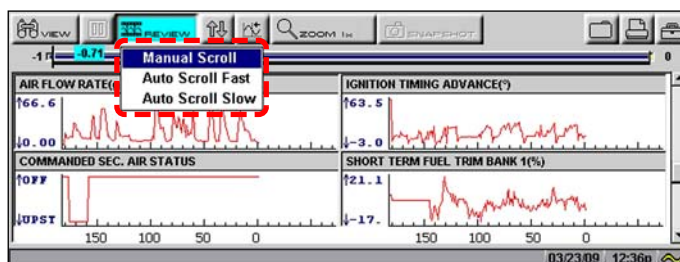 VIEW REVIEW ZOOM 1x SNAPSHOT
-0.71 0
Manual Scroll
Auto Scroll Fast
Auto Scroll Slow
AIR FLOW RATE( IGNITION TIMING ADVANCE(°)
↑66.6 ↑63.5
↓0.00 ↓-3.0
COMMANDED SEC. AIR STATUS SHORT TERM FUEL TRIM BANK 1(%)
↑OFF ↑21.1
↓UPST ↓-17.
150 100 50 0 150 100 50 0
03/23/09 12:36p